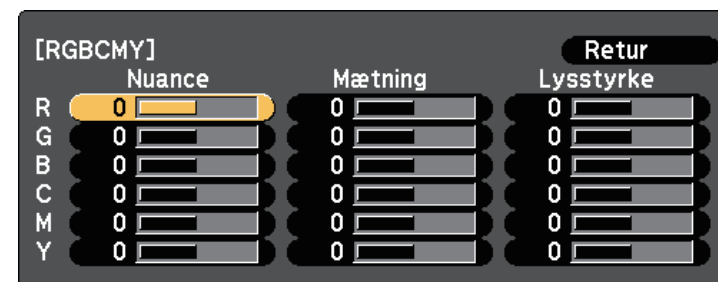 [RGBCMY] Retur
Nuance Mætning Lysstyrke
R 0 0 0
G 0 0 0
B 0 0 0
C 0 0 0
M 0 0 0
Y 0 0 0